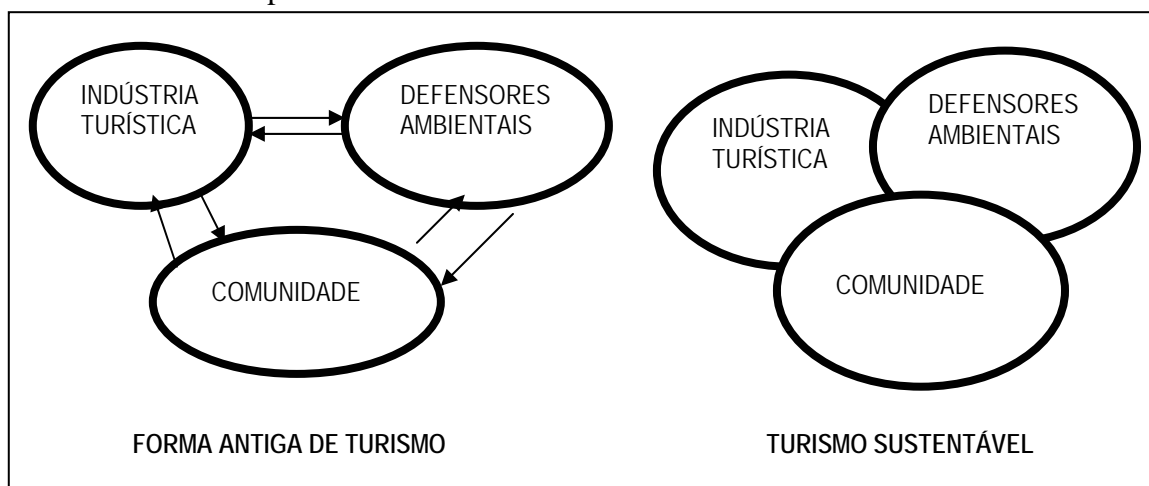 INDÚSTRIA
TURÍSTICA
DEFENSORES
AMBIENTAIS
COMUNIDADE
FORMA ANTIGA DE TURISMO
INDÚSTRIA
TURÍSTICA
DEFENSORES
AMBIENTAIS
COMUNIDADE
TURISMO SUSTENTÁVEL